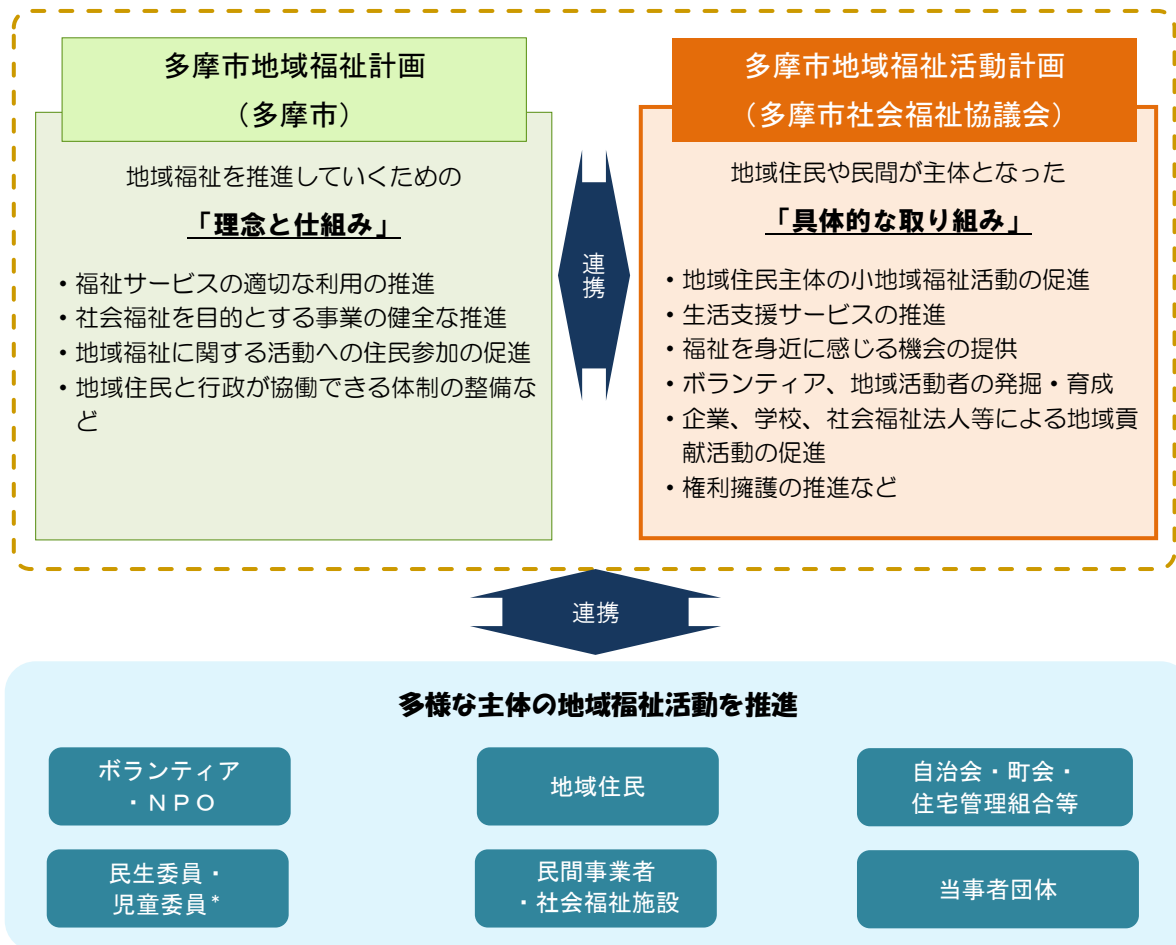 多摩市地域福祉計画
（多摩市）
地域福祉を推進していくための
「理念と仕組み」
・福祉サービスの適切な利用の推進
・社会福祉を目的とする事業の健全な推進
・地域福祉に関する活動への住民参加の促進
・地域住民と行政が協働できる体制の整備な
ど
連携
多摩市地域福祉活動計画
（多摩市社会福祉協議会）
地域住民や民間が主体となった
「具体的な取り組み」
・地域住民主体の小地域福祉活動の促進
・生活支援サービスの推進
・福祉を身近に感じる機会の提供
・ボランティア、地域活動者の発掘・育成
・企業、学校、社会福祉法人等による地域貢
献活動の促進
・権利擁護の推進など
連携
多様な主体の地域福祉活動を推進
ボランティア
・ＮＰＯ
地域住民
自治会・町会・
住宅管理組合等
民生委員・
児童委員*
民間事業者
・社会福祉施設
当事者団体